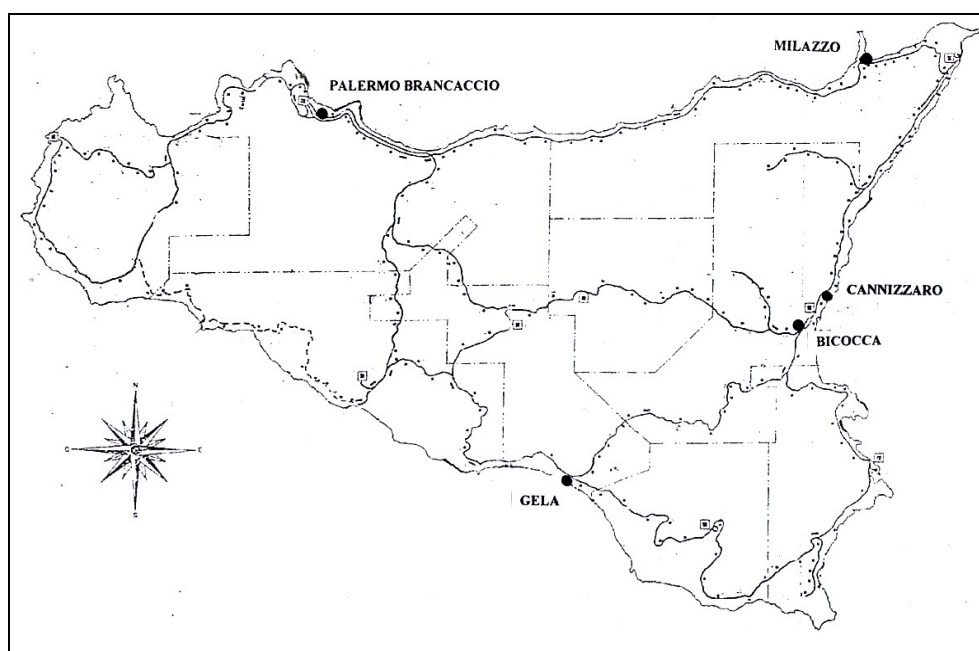 MILAZZO
PALERMO BRANCACCIO
CANNIZZARO
BICOCCA
GELA
N
E
S